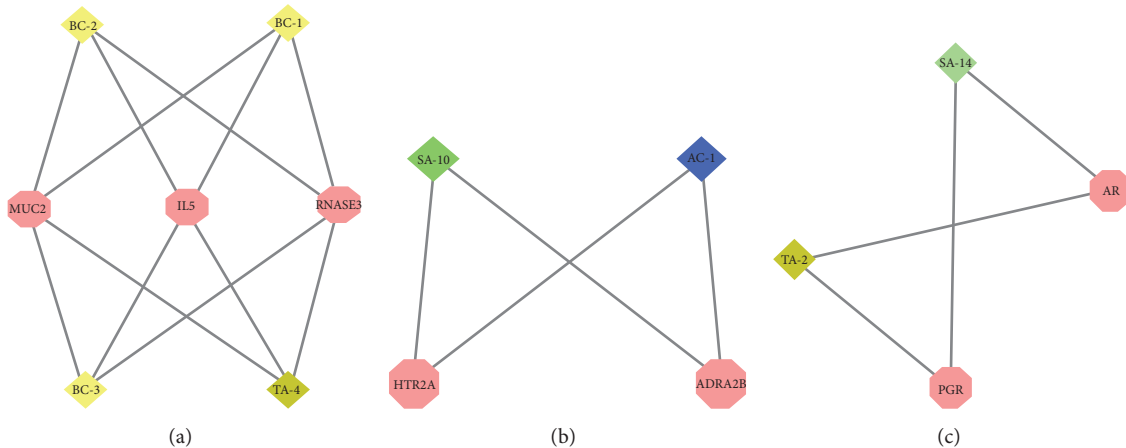 BC-2
BC-1
MUC2
IL5
RNASE3
BC-3
TA-4
(a)
SA-10
AC-1
HTR2A
ADRA2B
(b)
SA-14
AR
TA-2
PGR
(c)